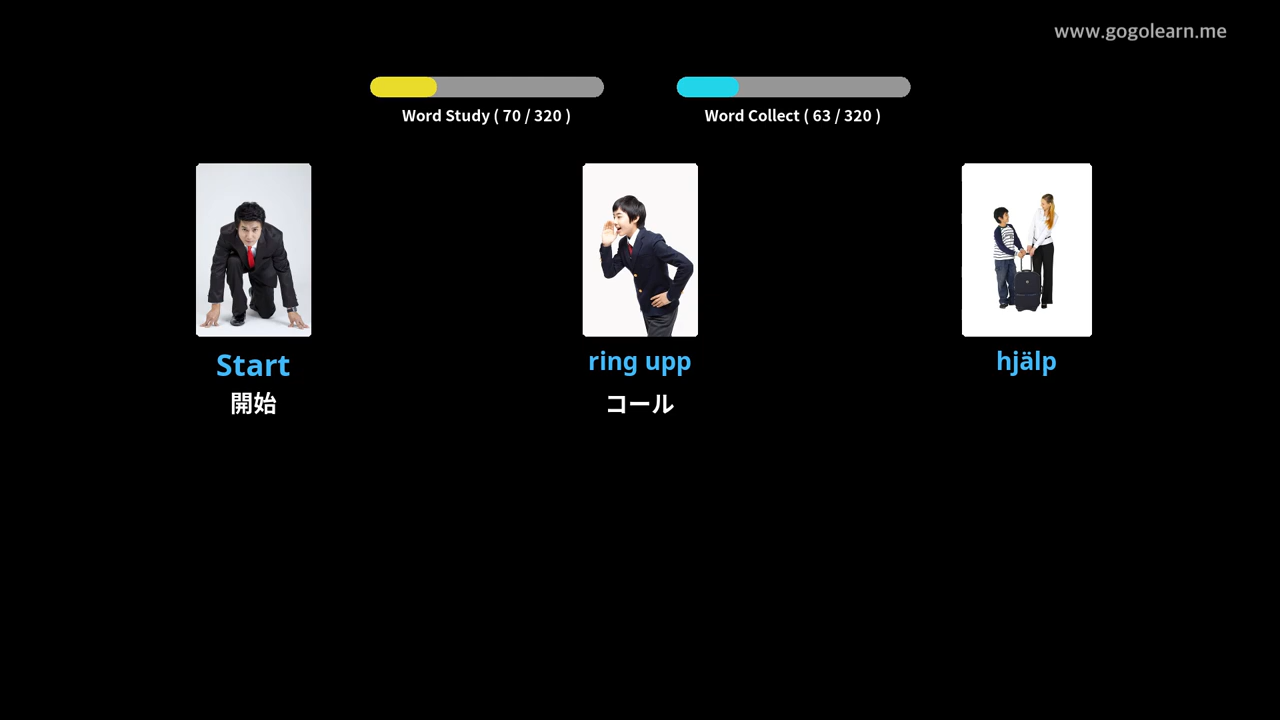 www.gogolearn.me
Word Study ( 70 / 320 )
Word Collect ( 63 / 320 )
Start
開始
ring upp
コール
hjälp